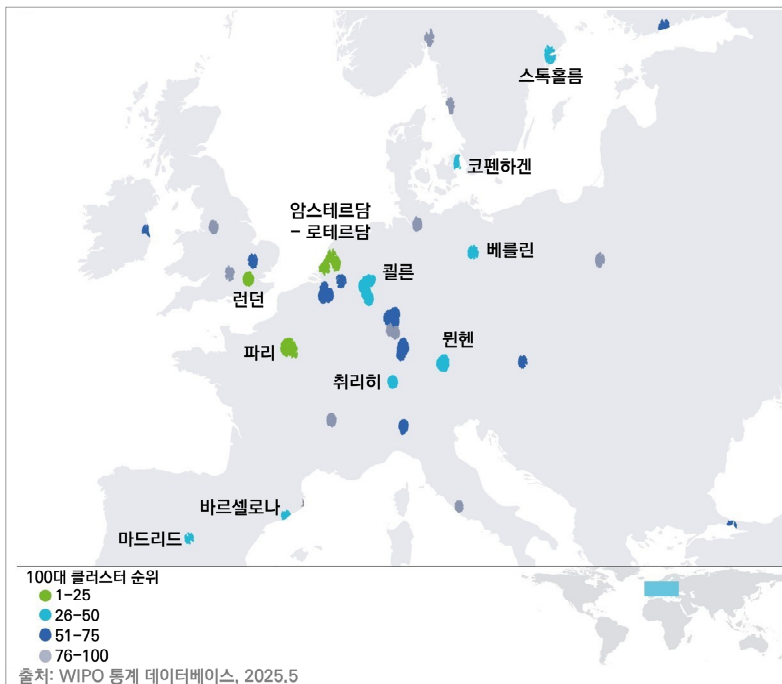 스톡홀름
코펜하겐
암스테르담
- 로테르담
베를린
쾰른
런던
뮌헨
파리
취리히
바르셀로나
마드리드
100대 클러스터 순위
1-25
26-50
51-75
76-100
출처: WIPO 통계 데이터베이스, 2025.5